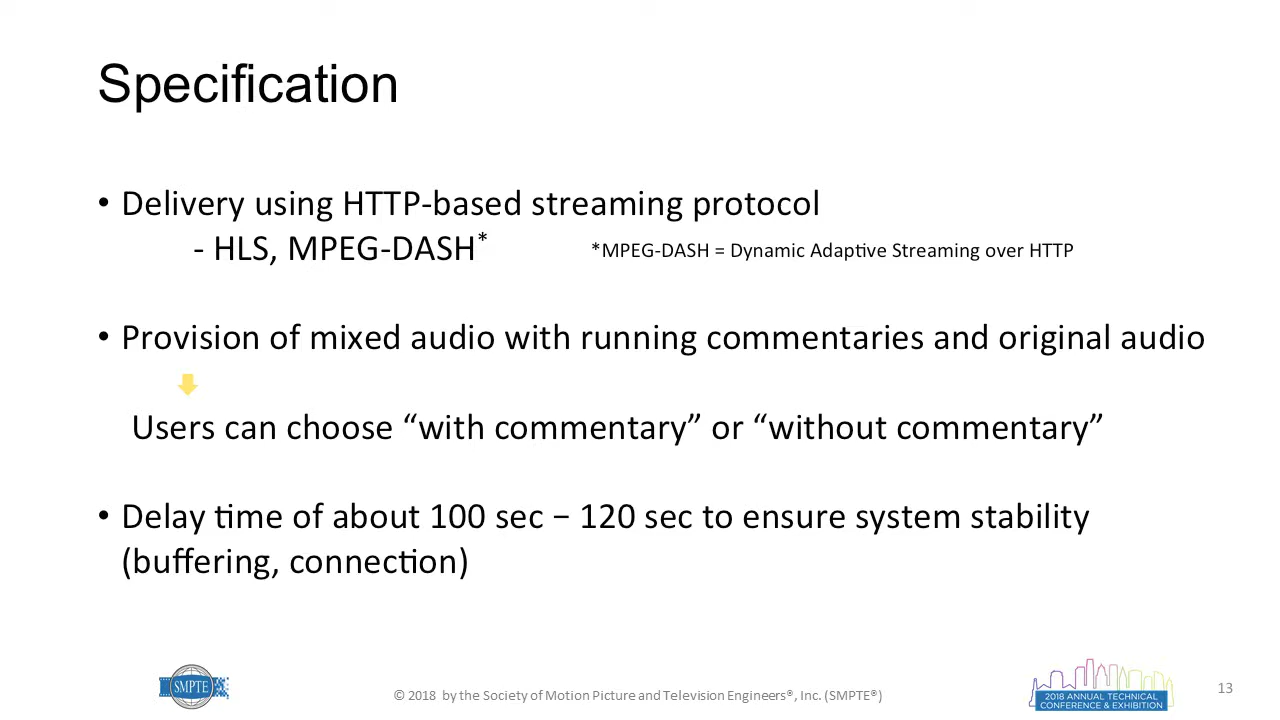 Specification
• Delivery using HTTP-based streaming protocol
- HLS, MPEG-DASH* *MPEG-DASH = Dynamic Adaptive Streaming over HTTP
• Provision of mixed audio with running commentaries and original audio
Users can choose “with commentary” or “without commentary”
• Delay time of about 100 sec − 120 sec to ensure system stability
(buffering, connection)
SMPTE
© 2018 by the Society of Motion Picture and Television Engineers®, Inc. (SMPTE®)
2018 ANNUAL TECHNICAL
CONFERENCE & EXHIBITION
13